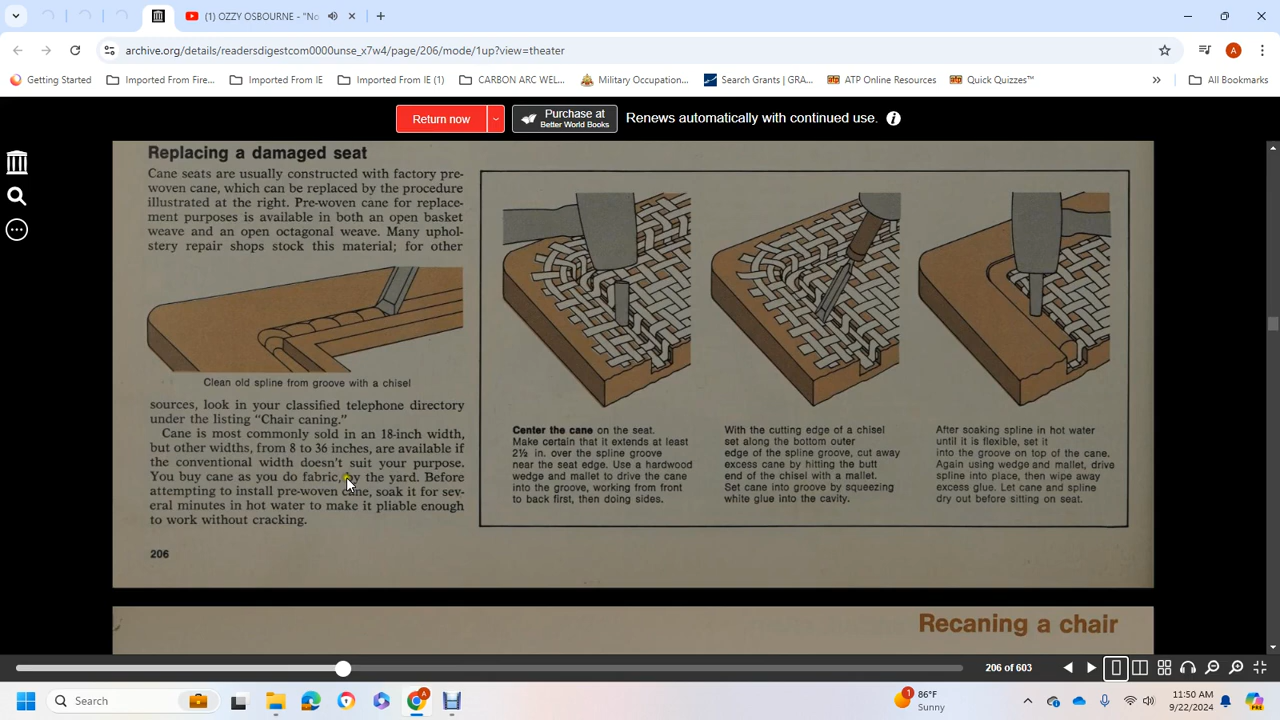 (1) OZZY OSBOURNE - "No
archive.org/details/readersdigestcom0000unse_x7w4/page/206/mode/1up?view=theater
A
Getting Started
Imported From Fire...
Imported From IE
Imported From IE (1)
CARBON ARC WEL...
Military Occupation...
Search Grants | GRA...
ATP Online Resources
Quick Quizzes™
All Bookmarks
Return now
Purchase at
Better World Books
Renews automatically with continued use.
Replacing a damaged seat
Cane seats are usually constructed with factory pre-
woven cane, which can be replaced by the procedure
illustrated at the right. Pre-woven cane for replace-
ment purposes is available in both an open basket
weave and an open octagonal weave. Many uphol-
stery repair shops stock this material; for other
Clean old spline from groove with a chisel
sources, look in your classified telephone directory
under the listing "Chair caning."
Cane is most commonly sold in an 18-inch width,
but other widths, from 8 to 36 inches, are available if
the conventional width doesn't suit your purpose.
You buy cane as you do fabric, by the yard. Before
attempting to install pre-woven cane, soak it for sev-
eral minutes in hot water to make it pliable enough
to work without cracking.
206
Center the cane on the seat.
Make certain that it extends at least
2½ in. over the spline groove
near the seat edge. Use a hardwood
wedge and mallet to drive the cane
into the groove, working from front
to back first, then doing sides.
With the cutting edge of a chisel
set along the bottom outer
edge of the spline groove, cut away
excess cane by hitting the butt
end of the chisel with a mallet.
Set cane into groove by squeezing
white glue into the cavity.
After soaking spline in hot water
until it is flexible, set it
into the groove on top of the cane.
Again using wedge and mallet, drive
spline into place, then wipe away
excess glue. Let cane and spline
dry out before sitting on seat.
Recaning a chair
206 of 603
Search
1
86°F
Sunny
11:50 AM
9/22/2024